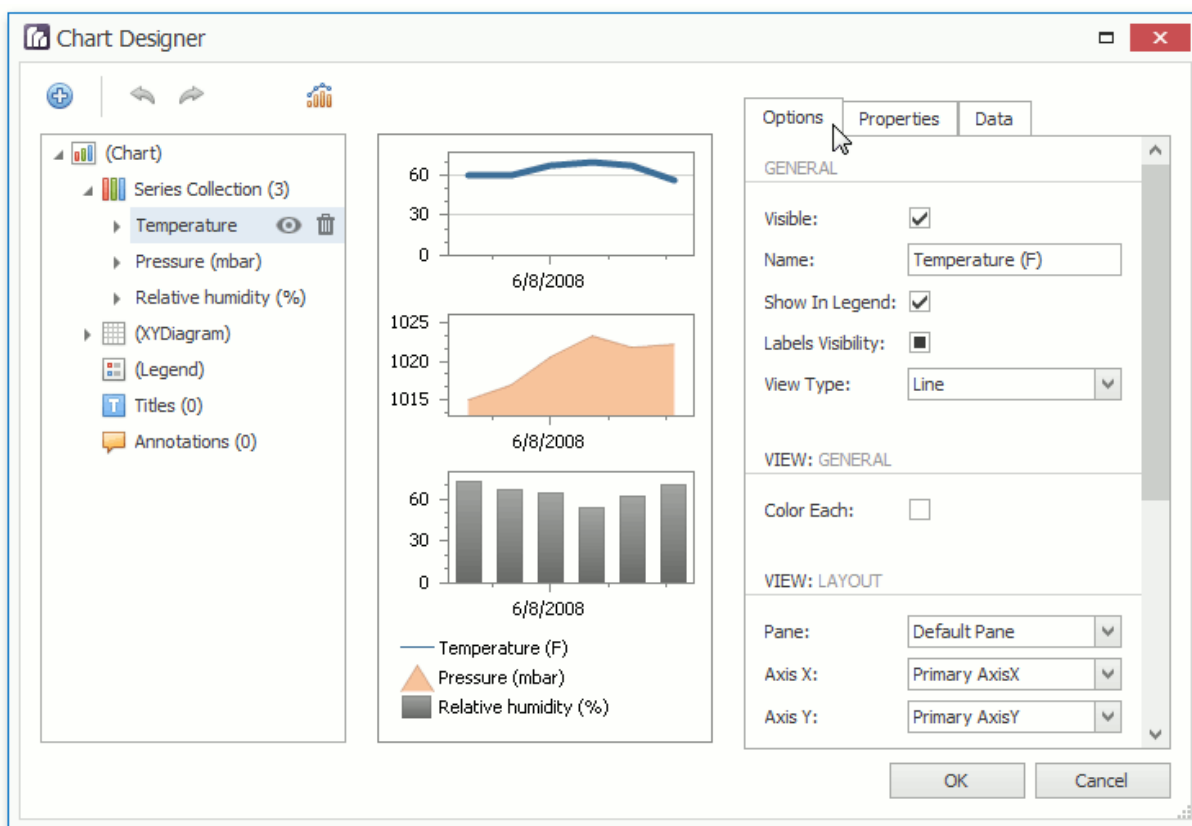 Chart Designer
(Chart)
Series Collection (3)
Temperature
Pressure (mbar)
Relative humidity (%)
(XYDiagram)
(Legend)
T Titles (0)
Annotations (0)
60
30
0
6/8/2008
1025
1020
1015
6/8/2008
60
30
0
6/8/2008
Temperature (F)
Pressure (mbar)
Relative humidity (%)
Options Properties Data
GENERAL
Visible:
Name: Temperature (F)
Show In Legend:
Labels Visibility:
View Type: Line
VIEW: GENERAL
Color Each:
VIEW: LAYOUT
Pane: Default Pane
Axis X: Primary AxisX
Axis Y: Primary AxisY
OK Cancel